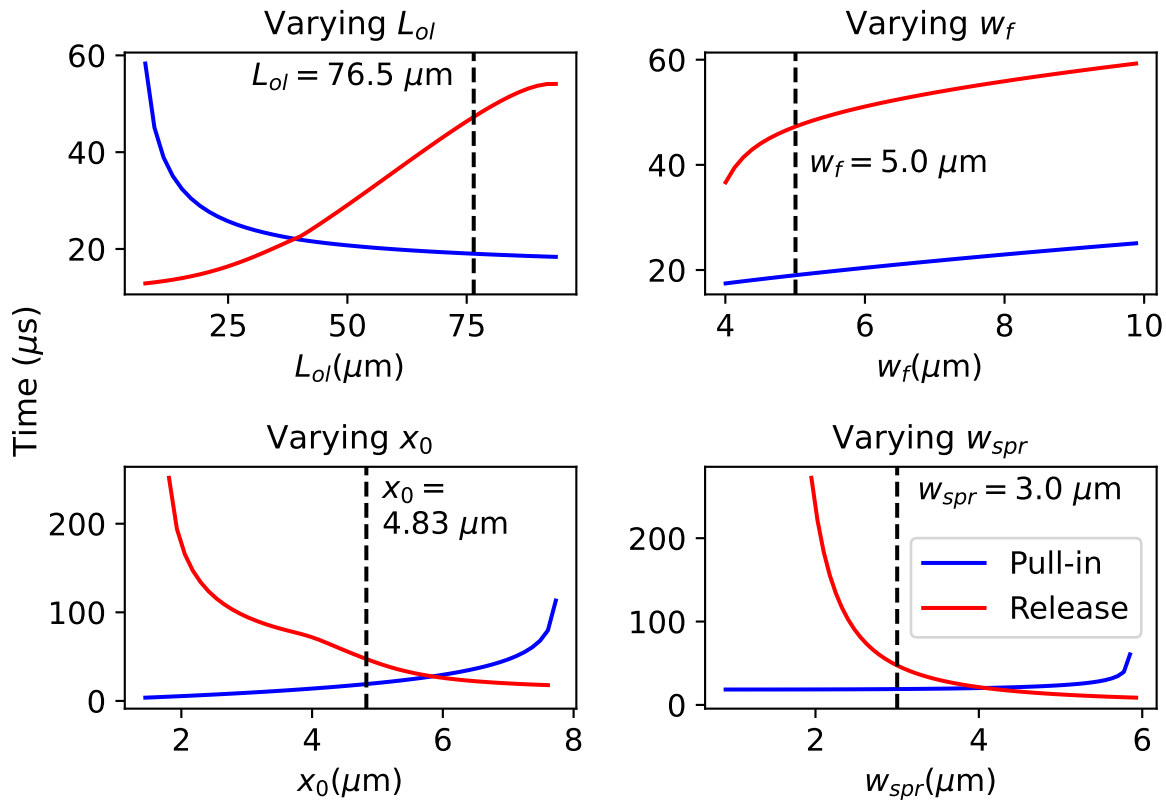 Varying L_ol
60
40
20
L_ol = 76.5 μm
25 50 75
L_ol(μm)
Varying w_f
60
40
20
w_f = 5.0 μm
4 6 8 10
w_f(μm)
Time (μs)
Varying x_0
200
100
0
x_0 =
4.83 μm
2 4 6 8
x_0(μm)
Varying w_spr
200
100
0
w_spr = 3.0 μm
Pull-in
Release
2 4 6
w_spr(μm)